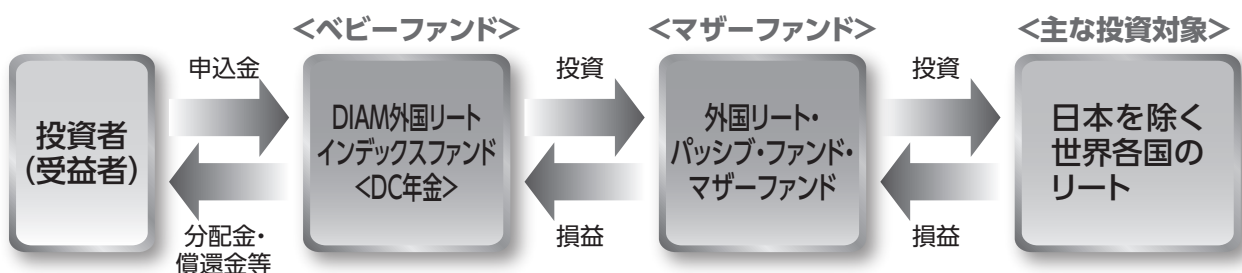 <ベビーファンド>
<マザーファンド>
<主な投資対象>
投資者
(受益者)
申込金
分配金・
償還金等
DIAM外国リート
インデックスファンド
<DC年金>
投資
損益
外国リート・
パッシブ・ファンド・
マザーファンド
投資
損益
日本を除く
世界各国の
リート